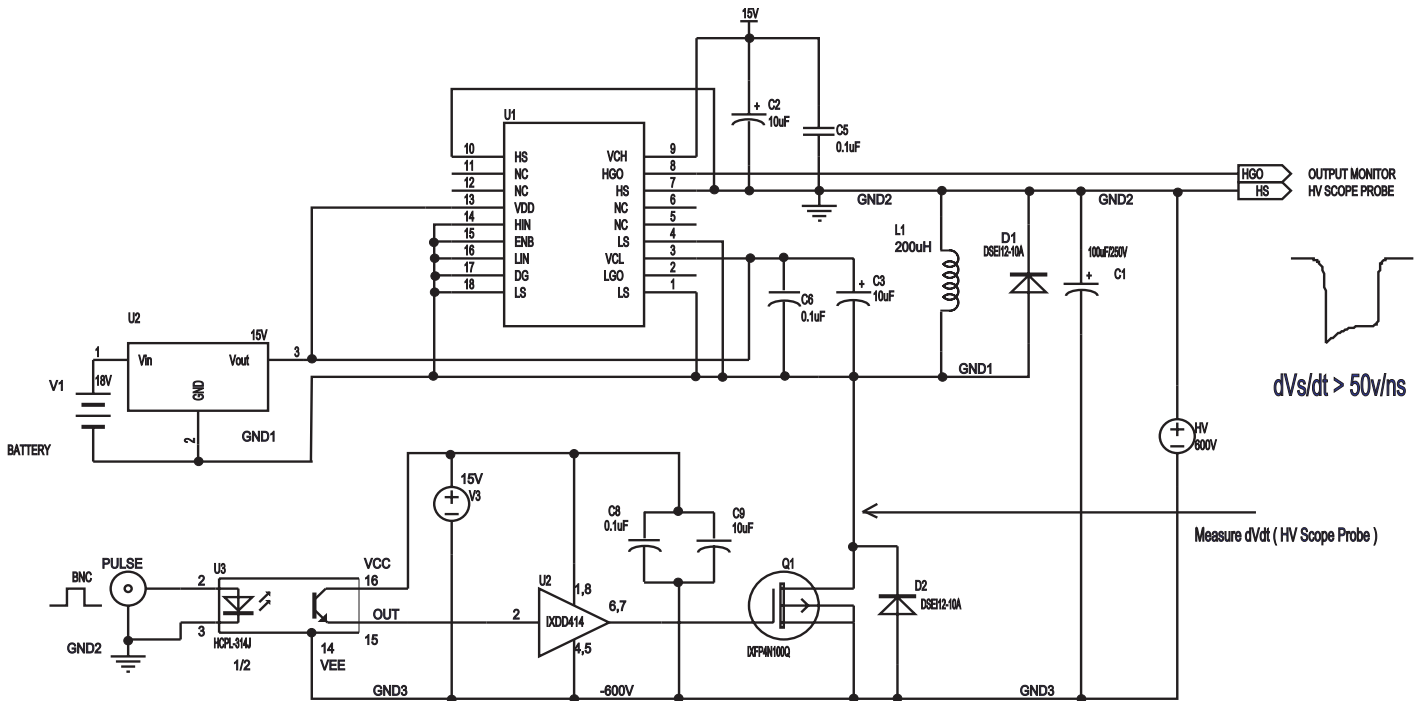 15V
C2
10uF
C5
0.1uF
U1
10 HS VCH 9
11 NC HGO 8
12 NC HS 7
13 VDD NC 6
14 HIN NC 5
15 ENB LS 4
16 LIN VCL 3
17 DG LGO 2
18 LS LS 1
HGO OUTPUT MONITOR
HS HV SCOPE PROBE
GND2
GND2
L1
200uH
D1
DSEI12-10A
100uF/250V
C1
C6
0.1uF
C3
10uF
dVs/dt > 50v/ns
U2
15V
1 Vin Vout 3
GND
2
V1
18V
BATTERY
GND1
GND1
HV
600V
Measure dVdt ( HV Scope Probe )
15V
V3
C8
0.1uF
C9
10uF
PULSE
BNC
GND2
U3
2
3
HCPL-314J
1/2
VCC
16
OUT
15
14
VEE
U2
2
IXDD414
1,8
6,7
4,5
Q1
IXFP4N100Q
D2
DSEI12-10A
GND3
-600V
GND3